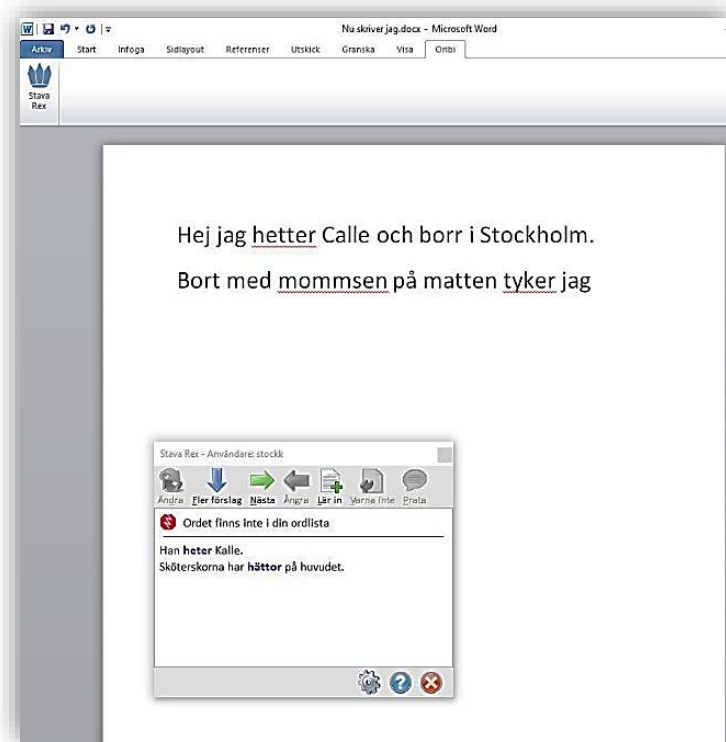 Nu skriver jag.docx - Microsoft Word
Arkiv Start Infoga Sidlayout Referenser Utskick Granska Visa Oribi
Stava
Rex
Hej jag hetter Calle och borr i Stockholm.
Bort med mommsen på matten tyker jag
Stava Rex - Användare: stockk
Ändra Fler förslag Nästa Ångra Lär in Varna inte Prata
Ordet finns inte i din ordlista
Han heter Kalle.
Sköterskorna har hättor på huvudet.